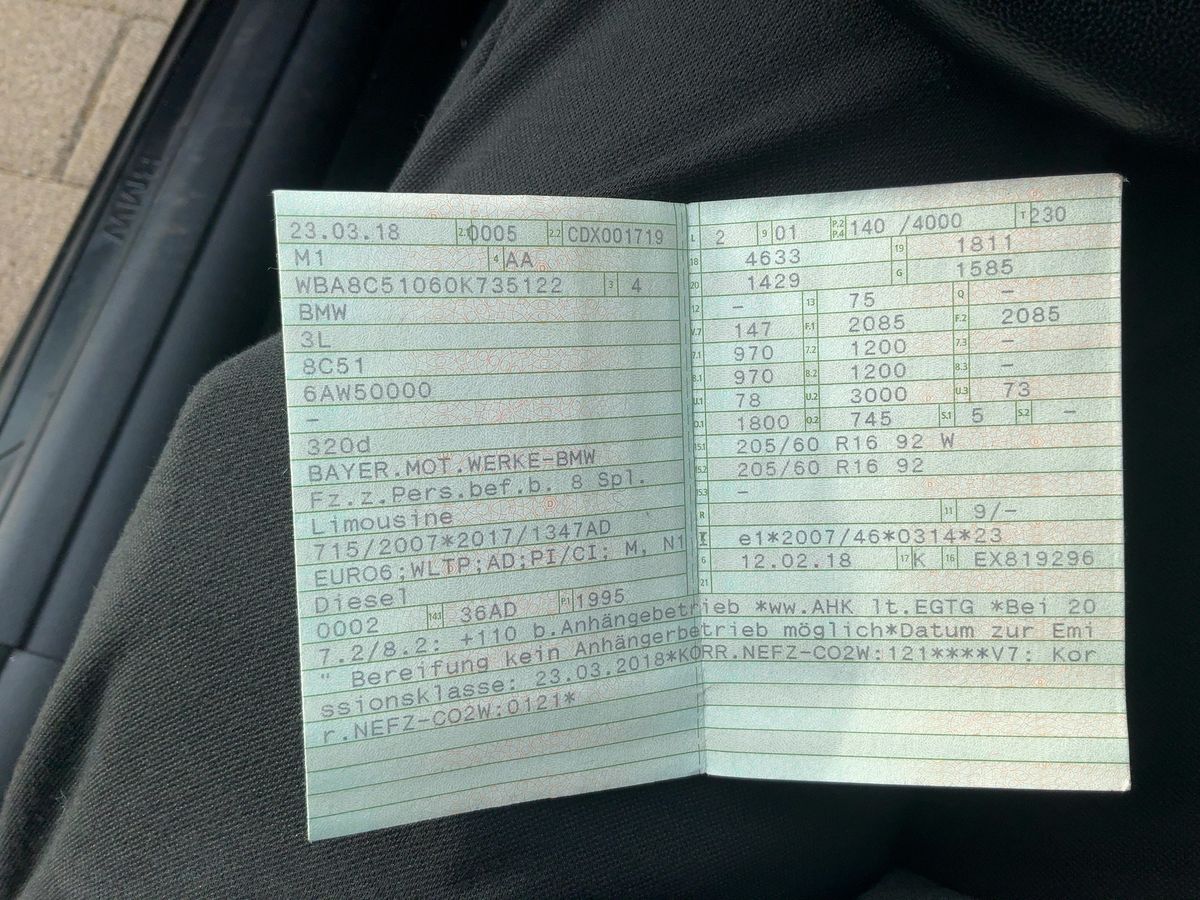 BMW
23.03.18 2.1 0005 2.2 CDX001719
M1 4 AA
WBA8C51060K735122 3 4
BMW
3L
8C51
6AW50000
-
320d
BAYER.MOT.WERKE-BMW
Fz.z.Pers.bef.b. 8 Spl.
Limousine
715/2007*2017/1347AD
EURO6;WLTP;AD;PI/CI; M, N1
Diesel
0002 14.1 36AD P.1 1995
L 2 9 01 P.2 P.4 140 /4000 T 230
18 4633 19 1811
20 1429 G 1585
12 - 13 75 Q -
V.7 147 F.1 2085 F.2 2085
7.1 970 7.2 1200 7.3 -
8.1 970 8.2 1200 8.3 -
U.1 78 U.2 3000 U.3 73
O.1 1800 O.2 745 S.1 5 S.2 -
15.1 205/60 R16 92 W
15.2 205/60 R16 92
15.3 -
R 11 9/-
K e1*2007/46*0314*23
6 12.02.18 17 K 16 EX819296
21
7.2/8.2: +110 b.Anhängebetrieb *ww.AHK lt.EGTG *Bei 20
" Bereifung kein Anhängerbetrieb möglich*Datum zur Emi
ssionsklasse: 23.03.2018*KORR.NEFZ-CO2W:121****V7: Kor
r.NEFZ-CO2W:0121*